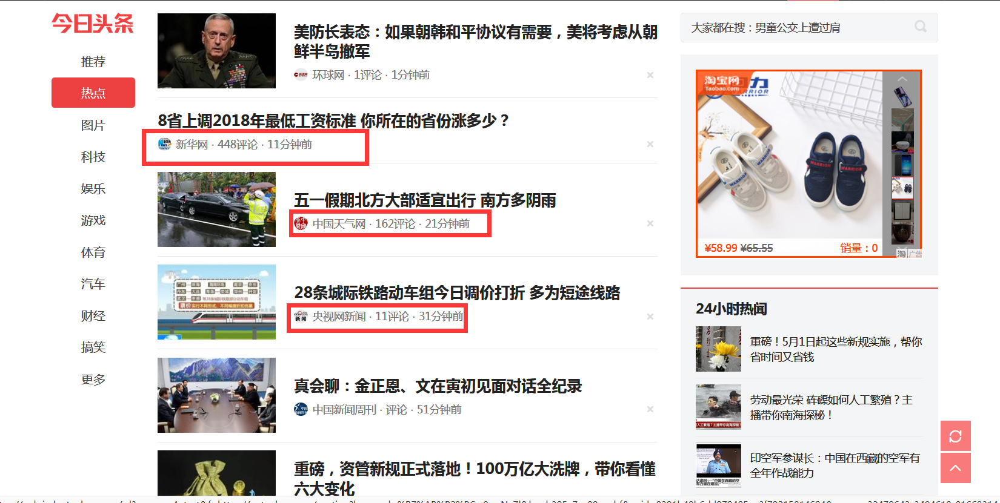 今日头条
推荐
热点
图片
科技
娱乐
游戏
体育
汽车
财经
搞笑
更多
美防长表态：如果朝韩和平协议有需要，美将考虑从朝
鲜半岛撤军
环球网 · 1评论 · 1分钟前
8省上调2018年最低工资标准 你所在的省份涨多少？
新华网 · 448评论 · 11分钟前
五一假期北方大部适宜出行 南方多阴雨
中国天气网 · 162评论 · 21分钟前
28条城际铁路动车组今日调价打折 多为短途线路
央视网新闻 · 11评论 · 31分钟前
真会聊：金正恩、文在寅初见面对话全纪录
中国新闻周刊 · 评论 · 51分钟前
重磅，资管新规正式落地！100万亿大洗牌，带你看懂
六大变化
大家都在搜：男童公交上遭过肩
淘宝网
Taobao.com
回力
WARRIOR
¥58.99 ¥65.55
销量：0
淘 广告
24小时热闻
重磅！5月1日起这些新规实施，帮你
省时间又省钱
劳动最光荣 砗磲如何人工繁殖？主
播带你南海探秘！
印空军参谋长：中国在西藏的空军有
全年作战能力